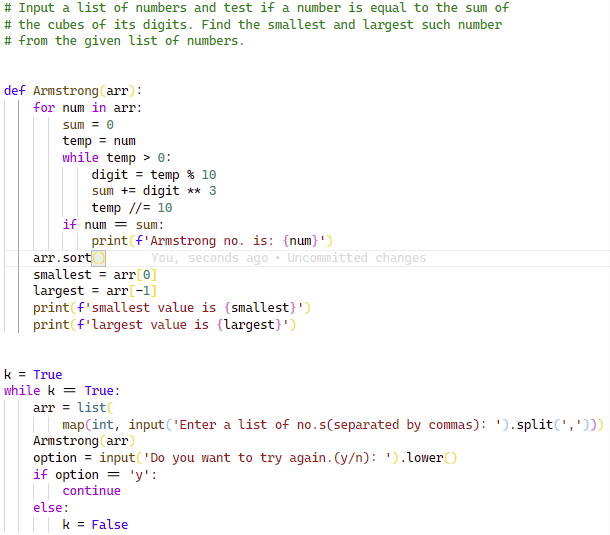 # Input a list of numbers and test if a number is equal to the sum of
# the cubes of its digits. Find the smallest and largest such number
# from the given list of numbers.
def Armstrong(arr):
    for num in arr:
        sum = 0
        temp = num
        while temp > 0:
            digit = temp % 10
            sum += digit ** 3
            temp //= 10
        if num == sum:
            print(f'Armstrong no. is: {num}')
    arr.sort()      You, seconds ago • Uncommitted changes
    smallest = arr[0]
    largest = arr[-1]
    print(f'smallest value is {smallest}')
    print(f'largest value is {largest}')
k = True
while k == True:
    arr = list(
        map(int, input('Enter a list of no.s(separated by commas): ').split(',')))
    Armstrong(arr)
    option = input('Do you want to try again.(y/n): ').lower()
    if option == 'y':
        continue
    else:
        k = False